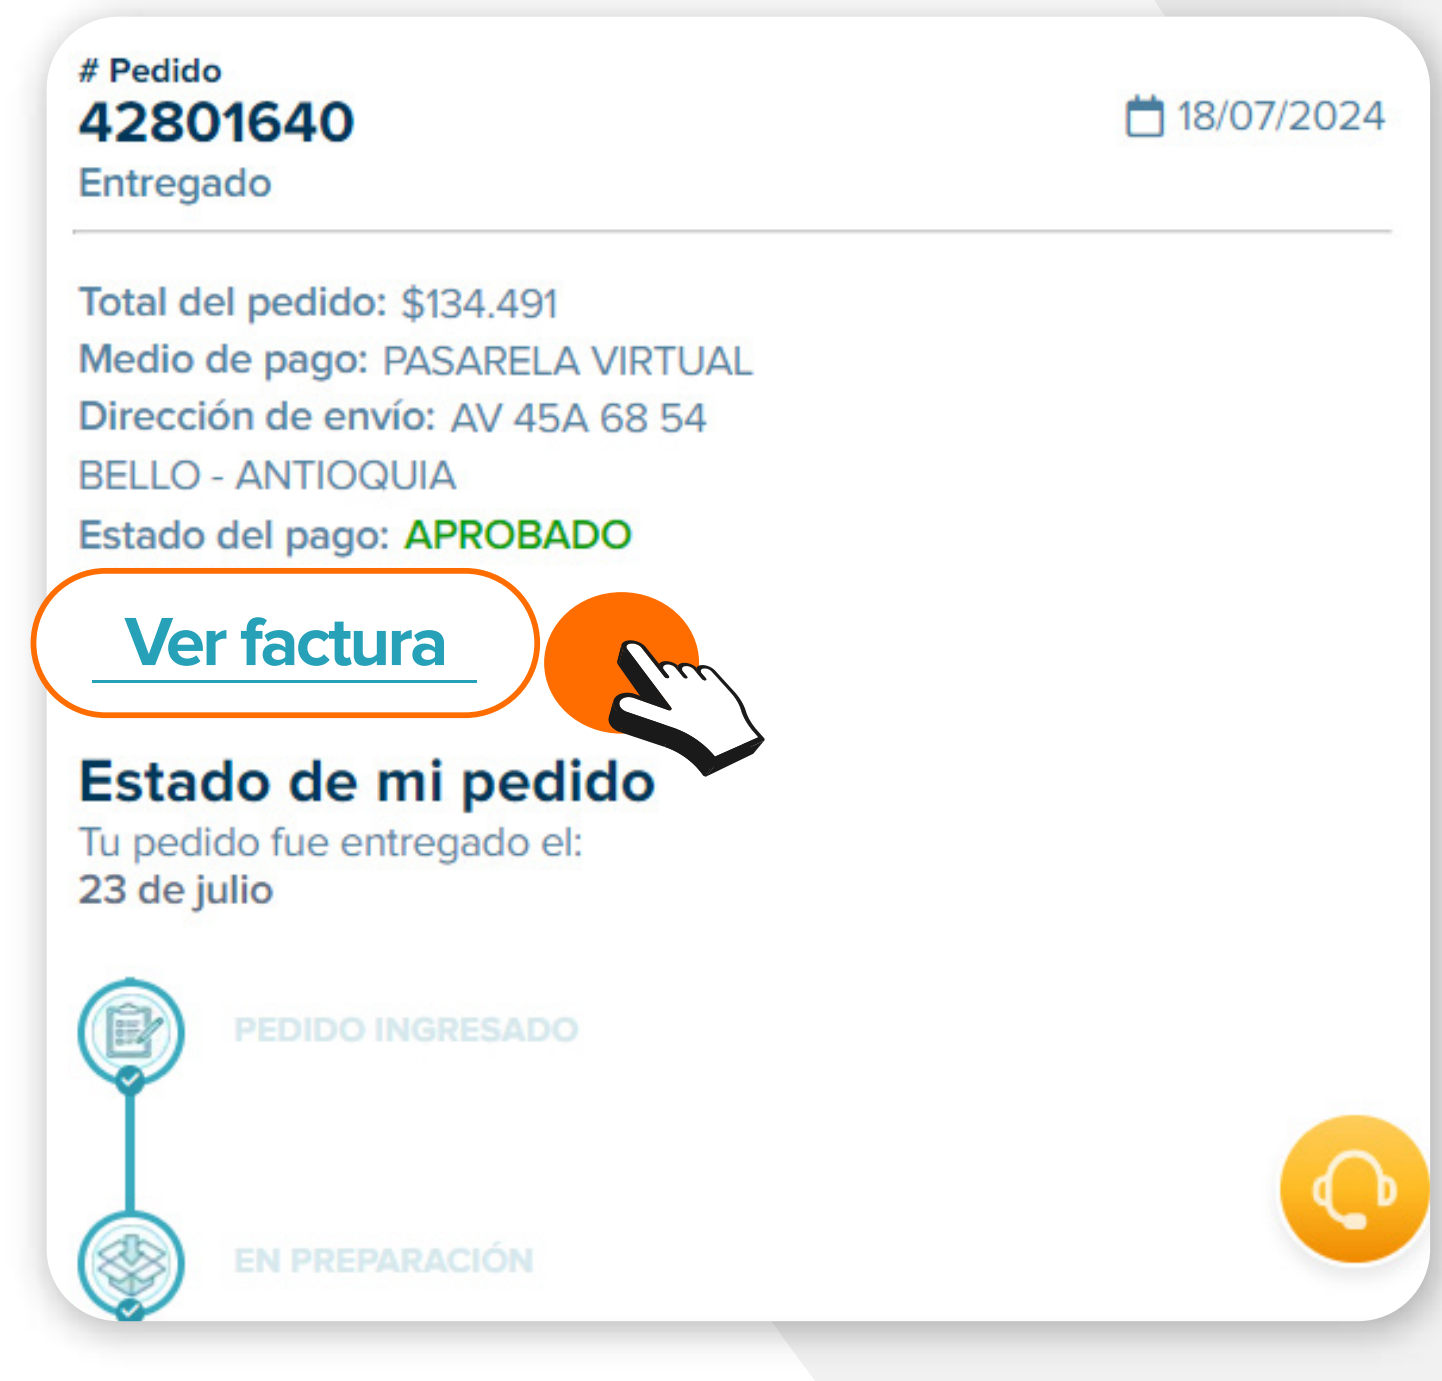 # Pedido
42801640
18/07/2024
Entregado
Total del pedido: $134.491
Medio de pago: PASARELA VIRTUAL
Dirección de envío: AV 45A 68 54
BELLO - ANTIOQUIA
Estado del pago: APROBADO
Ver factura
Estado de mi pedido
Tu pedido fue entregado el:
23 de julio
PEDIDO INGRESADO
EN PREPARACIÓN